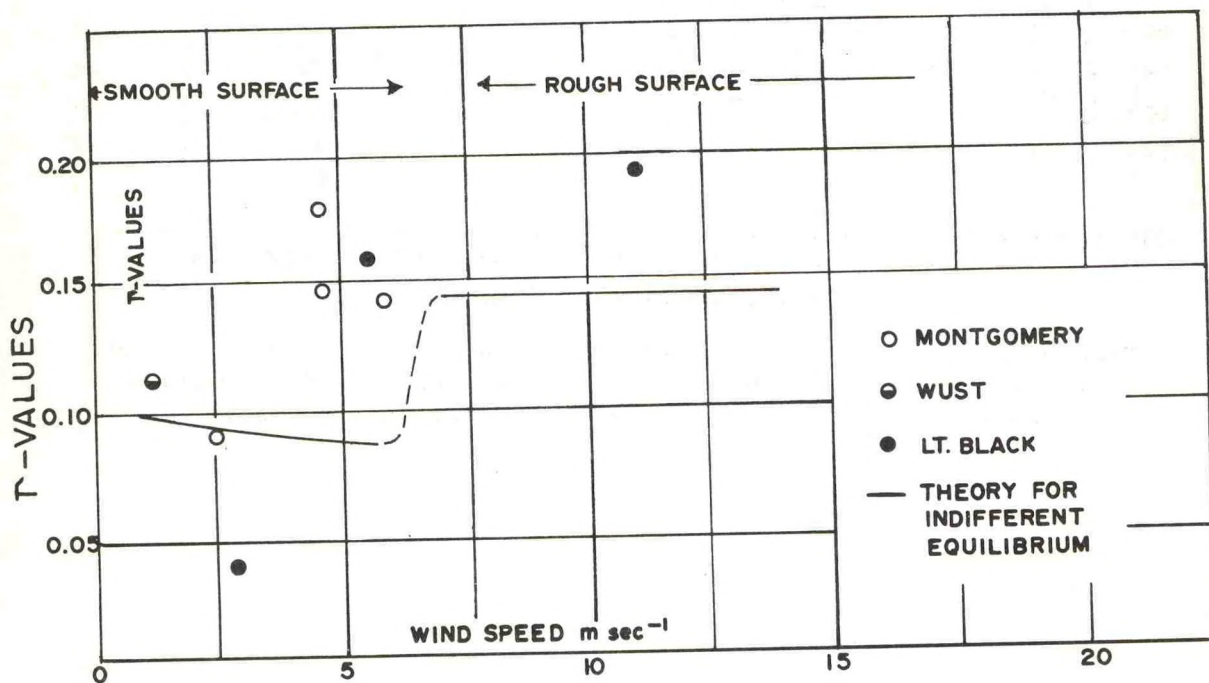 SMOOTH SURFACE
ROUGH SURFACE
0.20
0.15
0.10
0.05
Γ-VALUES
Γ-VALUES
MONTGOMERY
WUST
LT. BLACK
THEORY FOR
INDIFFERENT
EQUILIBRIUM
WIND SPEED m sec⁻¹
0
5
10
15
20